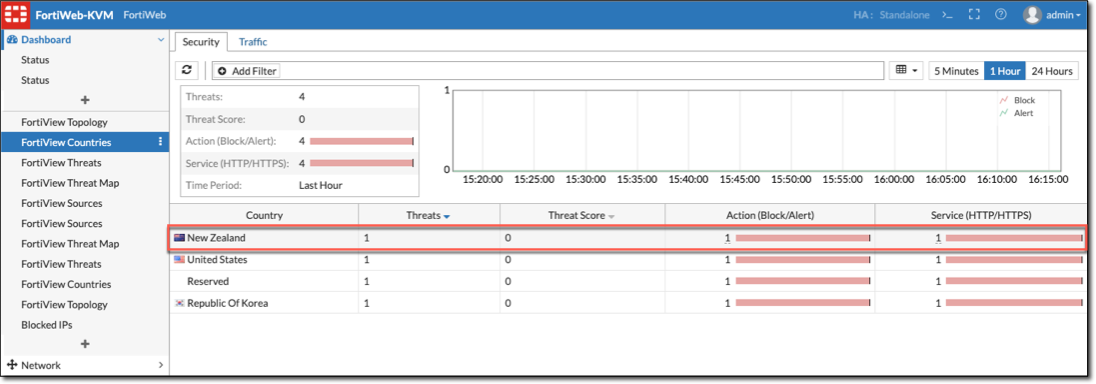 FortiWeb-KVM FortiWeb HA : Standalone >_ admin
Dashboard
Status
Status
+
FortiView Topology
FortiView Countries
FortiView Threats
FortiView Threat Map
FortiView Sources
FortiView Sources
FortiView Threat Map
FortiView Threats
FortiView Countries
FortiView Topology
Blocked IPs
+
Network
Security Traffic
Add Filter 5 Minutes 1 Hour 24 Hours
Threats: 4
Threat Score: 0
Action (Block/Alert): 4
Service (HTTP/HTTPS): 4
Time Period: Last Hour
1
0
Block
Alert
15:20:00 15:25:00 15:30:00 15:35:00 15:40:00 15:45:00 15:50:00 15:55:00 16:00:00 16:05:00 16:10:00 16:15:00
Country Threats Threat Score Action (Block/Alert) Service (HTTP/HTTPS)
New Zealand 1 0 1 1
United States 1 0 1 1
Reserved 1 0 1 1
Republic Of Korea 1 0 1 1